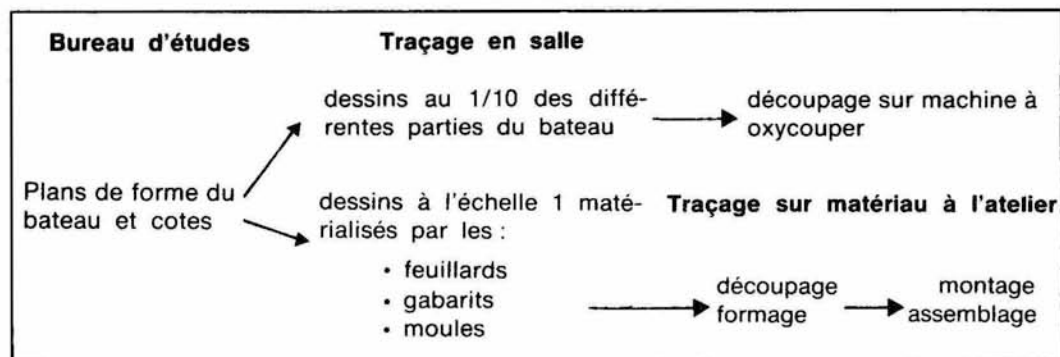 Bureau d'études
Traçage en salle
dessins au 1/10 des diffé-
rentes parties du bateau
découpage sur machine à
oxycouper
Plans de forme du
bateau et cotes
dessins à l'échelle 1 maté-
rialisés par les :
• feuillards
• gabarits
• moules
Traçage sur matériau à l'atelier
découpage
formage
montage
assemblage